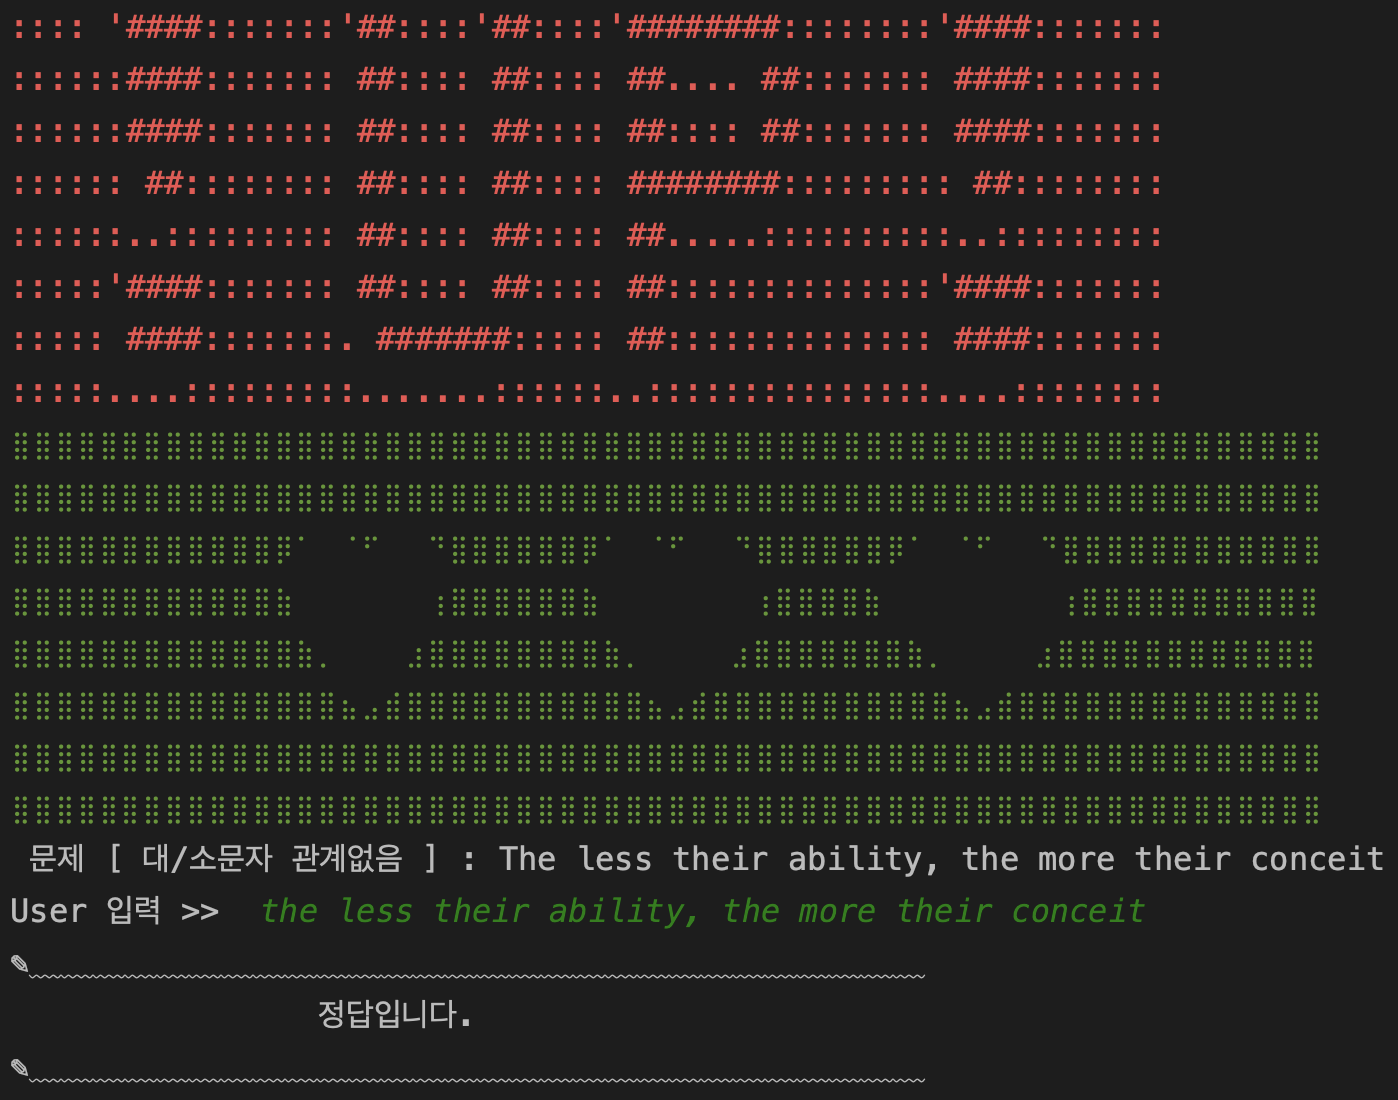 ! UP !
문제 [ 대/소문자 관계없음 ] : The less their ability, the more their conceit
User 입력 >> the less their ability, the more their conceit
정답입니다.